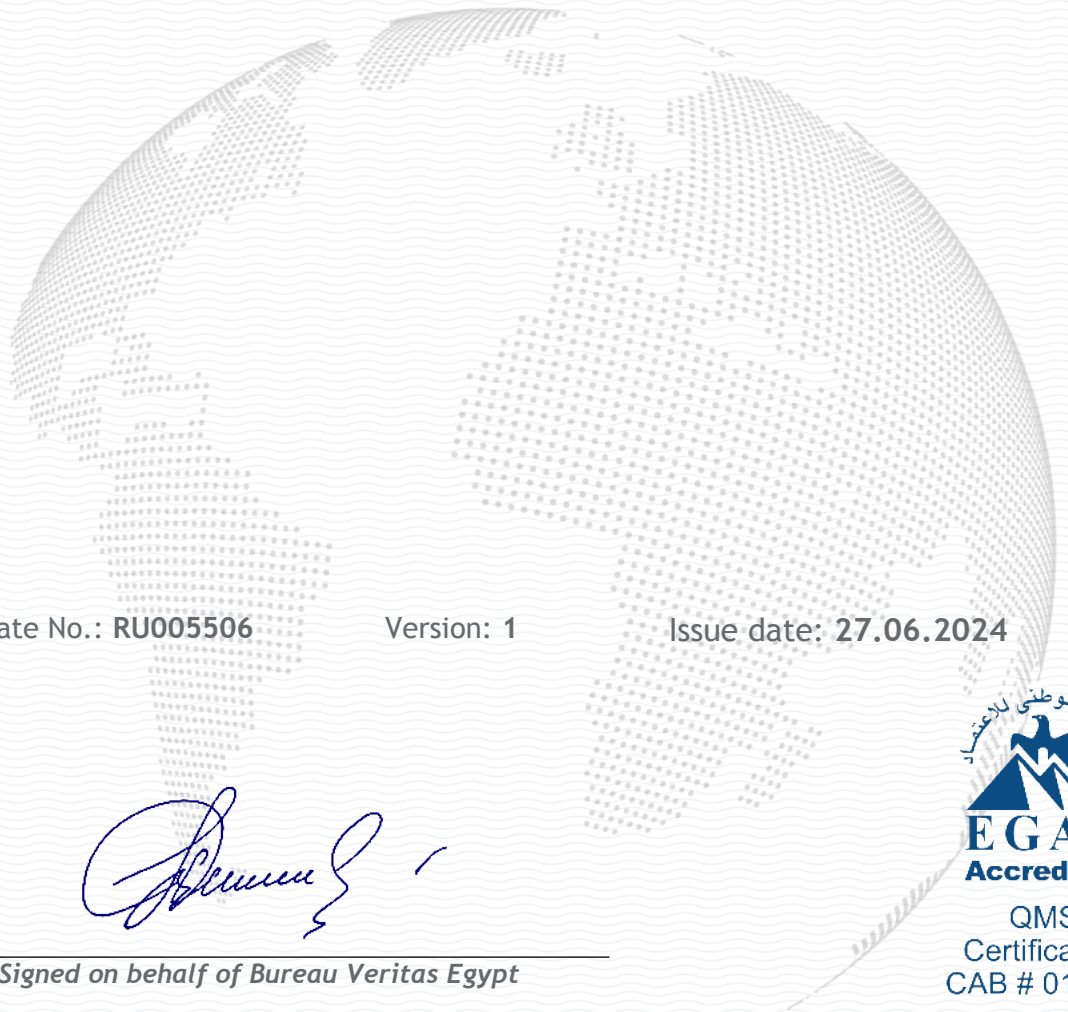 ate No.: RU005506 Version: 1 Issue date: 27.06.2024
EGA
Accred
QMS
Certifica
CAB # 01
Signed on behalf of Bureau Veritas Egypt